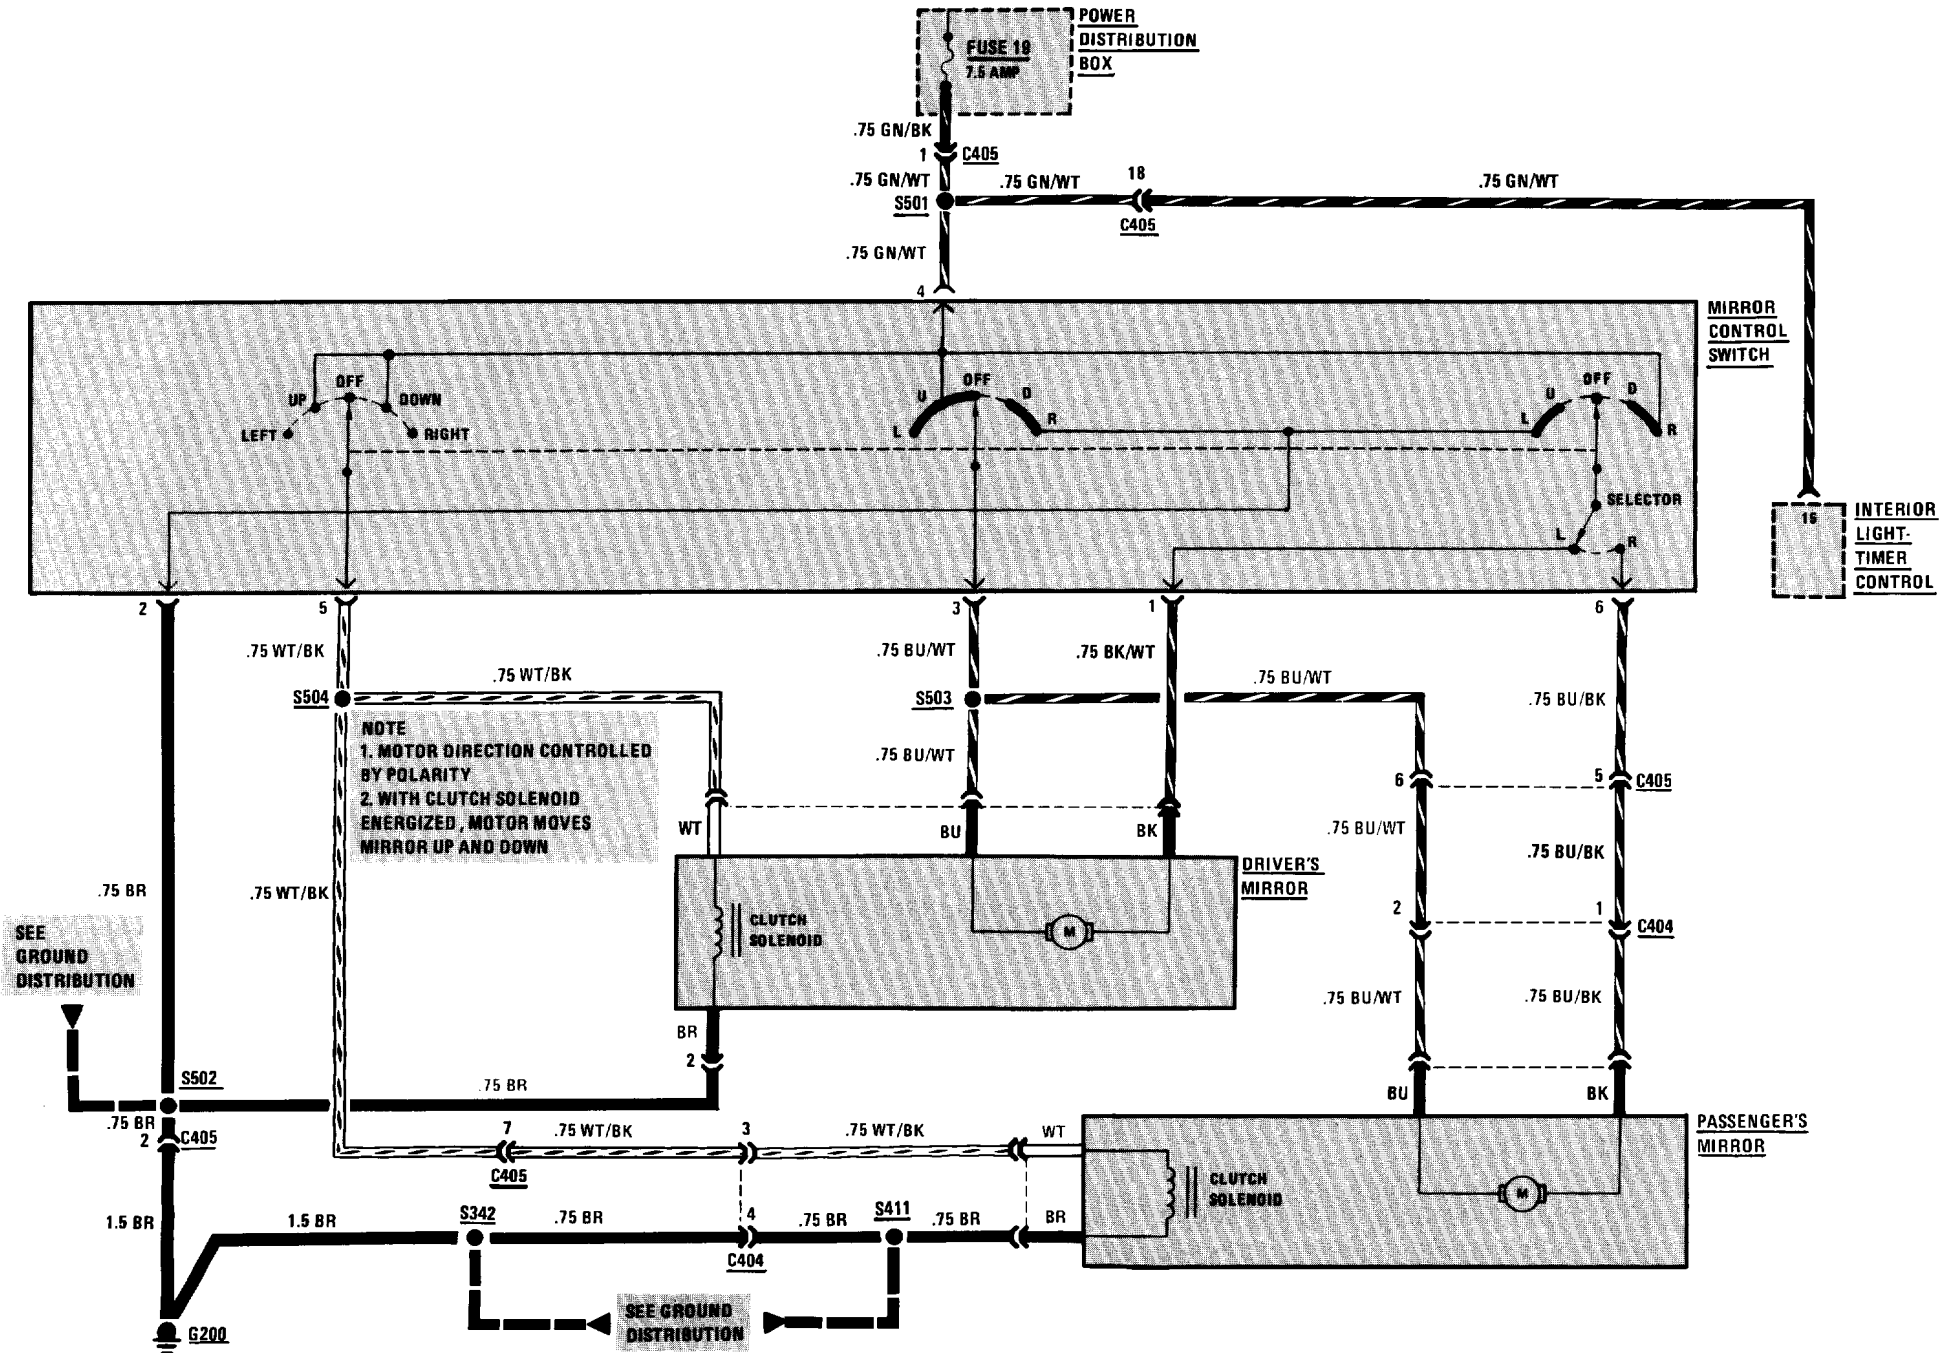 POWER
DISTRIBUTION
BOX
FUSE 19
7.5 AMP
.75 GN/BK
1
C405
.75 GN/WT
.75 GN/WT
18
.75 GN/WT
S501
C405
.75 GN/WT
4
MIRROR
CONTROL
SWITCH
OFF
UP
DOWN
LEFT
RIGHT
OFF
U
D
L
R
OFF
U
D
L
R
SELECTOR
L
R
15
INTERIOR
LIGHT-
TIMER
CONTROL
2
5
3
1
6
.75 WT/BK
.75 WT/BK
S504
.75 BU/WT
.75 BK/WT
.75 BU/WT
S503
.75 BU/BK
NOTE
1. MOTOR DIRECTION CONTROLLED
BY POLARITY
2. WITH CLUTCH SOLENOID
ENERGIZED, MOTOR MOVES
MIRROR UP AND DOWN
.75 BU/WT
6
5
C405
WT
BU
BK
.75 BU/WT
.75 BU/BK
DRIVER'S
MIRROR
.75 BR
.75 WT/BK
CLUTCH
SOLENOID
M
2
1
C404
SEE
GROUND
DISTRIBUTION
.75 BU/WT
.75 BU/BK
BR
2
S502
.75 BR
.75 BR
2
C405
BU
BK
7
.75 WT/BK
3
.75 WT/BK
WT
C405
PASSENGER'S
MIRROR
CLUTCH
SOLENOID
M
1.5 BR
1.5 BR
S342
.75 BR
4
.75 BR
S411
.75 BR
BR
C404
SEE GROUND
DISTRIBUTION
G200